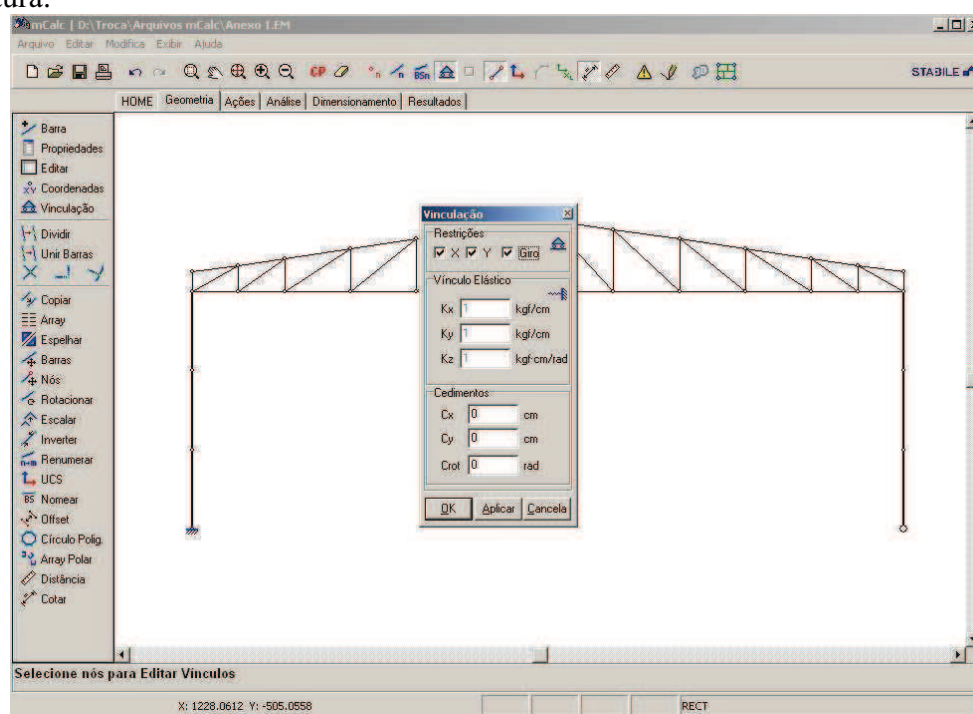 tura.
mCalc | D:\Troca\Arquivos mCalc\Anexo 1.EM
Arquivo Editar Modifica Exibir Ajuda
CP n n BSn STABILE
HOME Geometria Ações Análise Dimensionamento Resultados
Barra
Propriedades
Editar
Coordenadas
Vinculação
Dividir
Unir Barras
Copiar
Array
Espelhar
Barras
Nós
Rotacionar
Escalar
Inverter
n→m Renumerar
UCS
BS Nomear
Offset
Círculo Polig.
Array Polar
Distância
Cotar
Vinculação
Restrições
X Y Giro
Vínculo Elástico
Kx 1 kgf/cm
Ky 1 kgf/cm
Kz 1 kgf·cm/rad
Cedimentos
Cx 0 cm
Cy 0 cm
Crot 0 rad
OK Aplicar Cancela
Selecione nós para Editar Vínculos
X: 1228.0612 Y: -505.0558 RECT